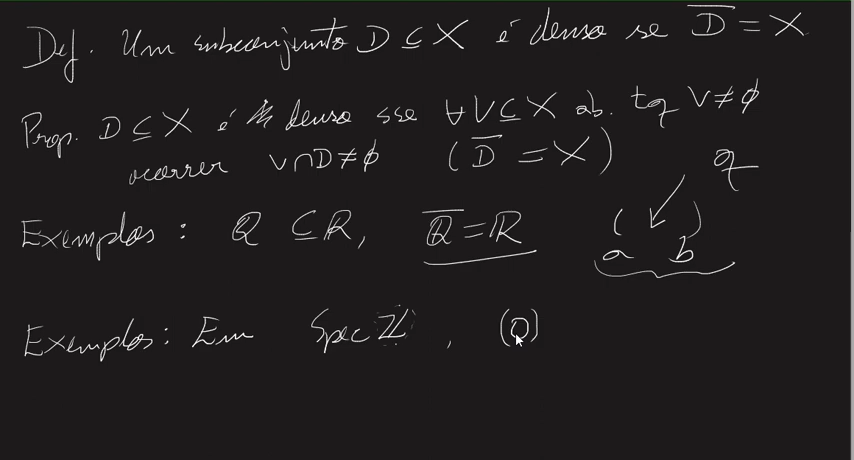 Def. Um subconjunto D ⊆ X é denso se D̅ = X
Prop. D ⊆ X é denso sse ∀V ⊆ X ab. tq V ≠ ∅
ocorrer V ∩ D ≠ ∅ (D̅ = X) q
Exemplos: Q ⊆ R, Q̅ = R ( )
a b
Exemplos: Em Spec Z, (0)